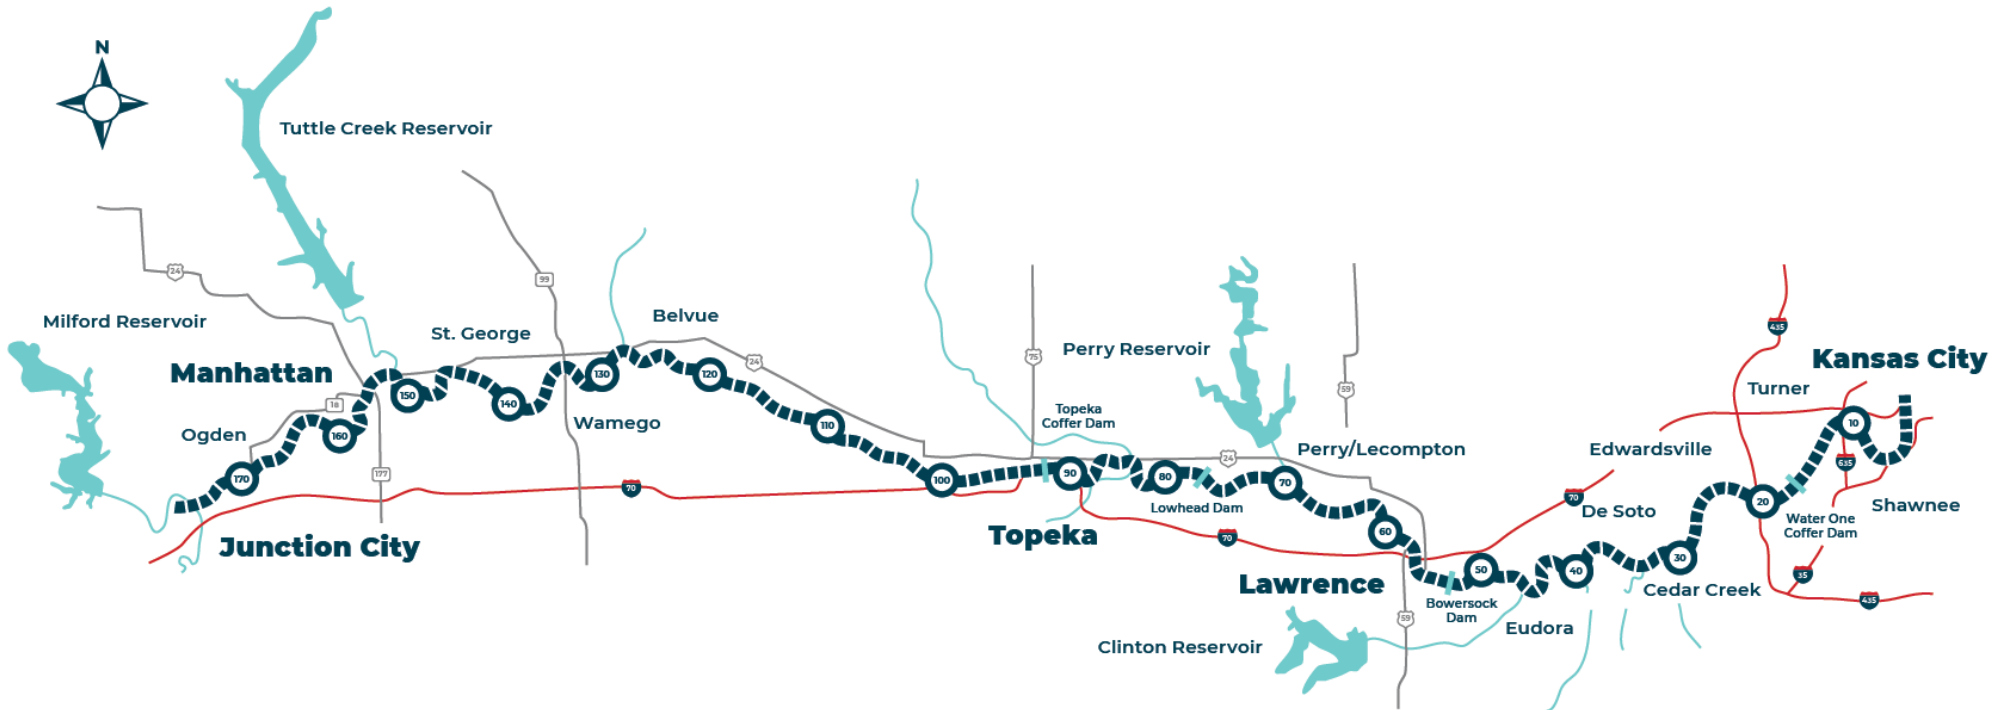 N
Tuttle Creek Reservoir
24
99
Milford Reservoir
Belvue
St. George
Manhattan
18
Ogden
177
170
160
150
140
130
120
110
100
24
Wamego
Junction City
70
75
Perry Reservoir
59
Topeka
Coffer Dam
Perry/Lecompton
24
90
80
70
60
Lowhead Dam
Topeka
70
Lawrence
59
Bowersock
Dam
50
Eudora
Clinton Reservoir
40
30
20
10
435
Kansas City
Turner
Edwardsville
635
70
De Soto
Shawnee
Water One
Coffer Dam
Cedar Creek
35
435